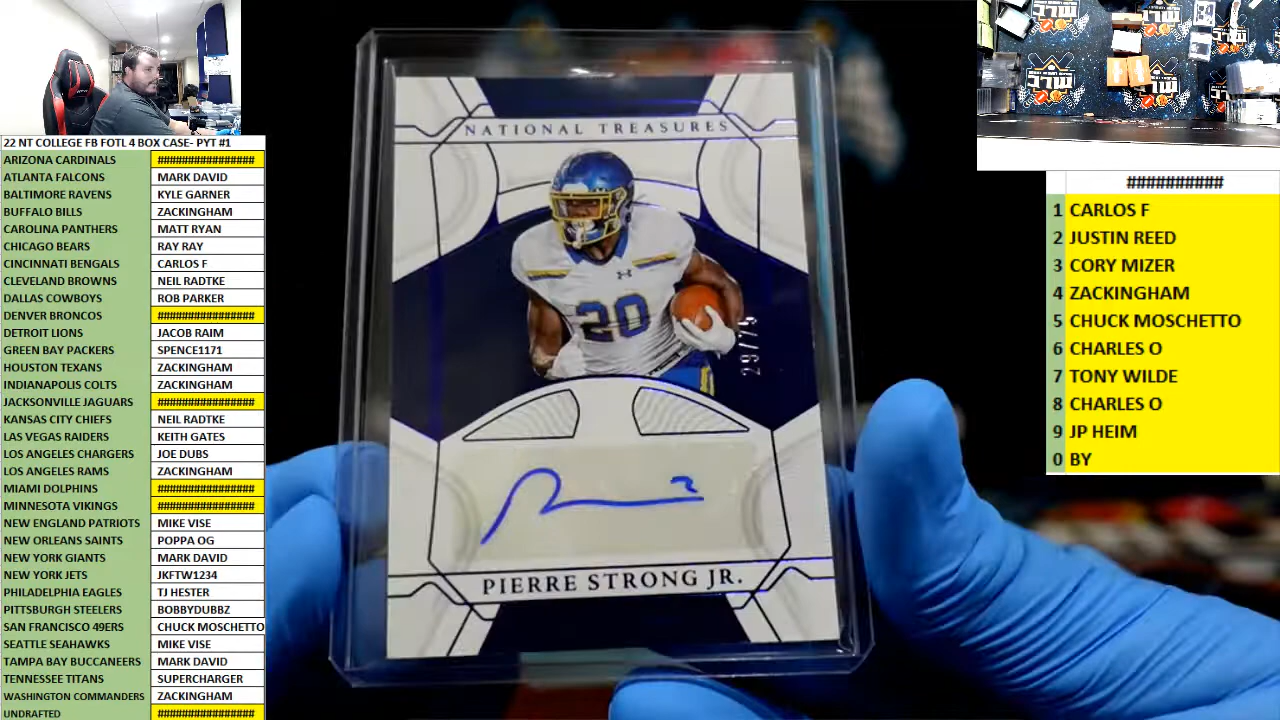 22 NT COLLEGE FB FOTL 4 BOX CASE- PYT #1
ARIZONA CARDINALS ################
ATLANTA FALCONS MARK DAVID
BALTIMORE RAVENS KYLE GARNER
BUFFALO BILLS ZACKINGHAM
CAROLINA PANTHERS MATT RYAN
CHICAGO BEARS RAY RAY
CINCINNATI BENGALS CARLOS F
CLEVELAND BROWNS NEIL RADTKE
DALLAS COWBOYS ROB PARKER
DENVER BRONCOS ################
DETROIT LIONS JACOB RAIM
GREEN BAY PACKERS SPENCE1171
HOUSTON TEXANS ZACKINGHAM
INDIANAPOLIS COLTS ZACKINGHAM
JACKSONVILLE JAGUARS ################
KANSAS CITY CHIEFS NEIL RADTKE
LAS VEGAS RAIDERS KEITH GATES
LOS ANGELES CHARGERS JOE DUBS
LOS ANGELES RAMS ZACKINGHAM
MIAMI DOLPHINS ################
MINNESOTA VIKINGS ################
NEW ENGLAND PATRIOTS MIKE VISE
NEW ORLEANS SAINTS POPPA OG
NEW YORK GIANTS MARK DAVID
NEW YORK JETS JKFTW1234
PHILADELPHIA EAGLES TJ HESTER
PITTSBURGH STEELERS BOBBYDUBBZ
SAN FRANCISCO 49ERS CHUCK MOSCHETTO
SEATTLE SEAHAWKS MIKE VISE
TAMPA BAY BUCCANEERS MARK DAVID
TENNESSEE TITANS SUPERCHARGER
WASHINGTON COMMANDERS ZACKINGHAM
UNDRAFTED ################
NATIONAL TREASURES
20
29/75
PIERRE STRONG JR.
##########
1 CARLOS F
2 JUSTIN REED
3 CORY MIZER
4 ZACKINGHAM
5 CHUCK MOSCHETTO
6 CHARLES O
7 TONY WILDE
8 CHARLES O
9 JP HEIM
0 BY